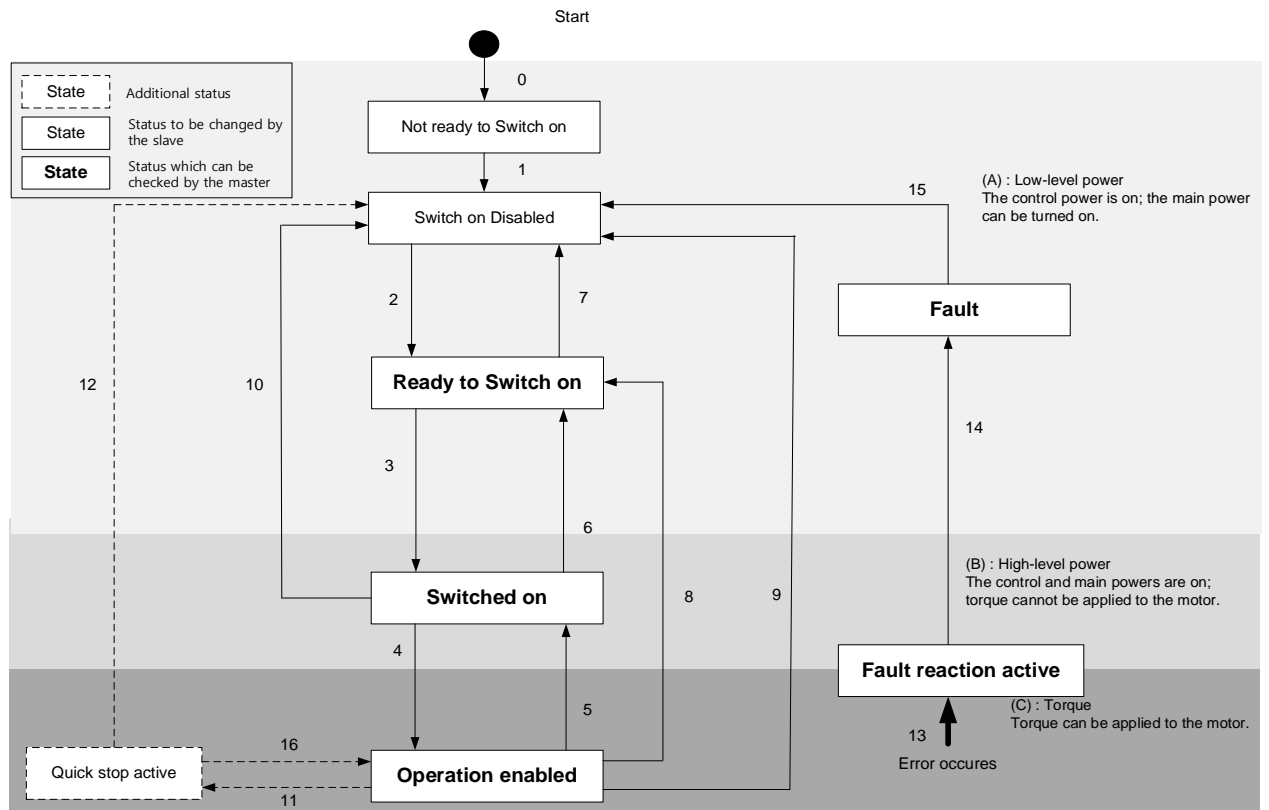 Start
0
State
Additional status
State
Status to be changed by
the slave
State
Status which can be
checked by the master
Not ready to Switch on
1
15
(A) : Low-level power
The control power is on; the main power
can be turned on.
Switch on Disabled
2
7
Fault
12
10
Ready to Switch on
14
3
6
(B) : High-level power
The control and main powers are on;
torque cannot be applied to the motor.
Switched on
8
9
4
Fault reaction active
5
(C) : Torque
Torque can be applied to the motor.
13
16
Error occures
Quick stop active
Operation enabled
11